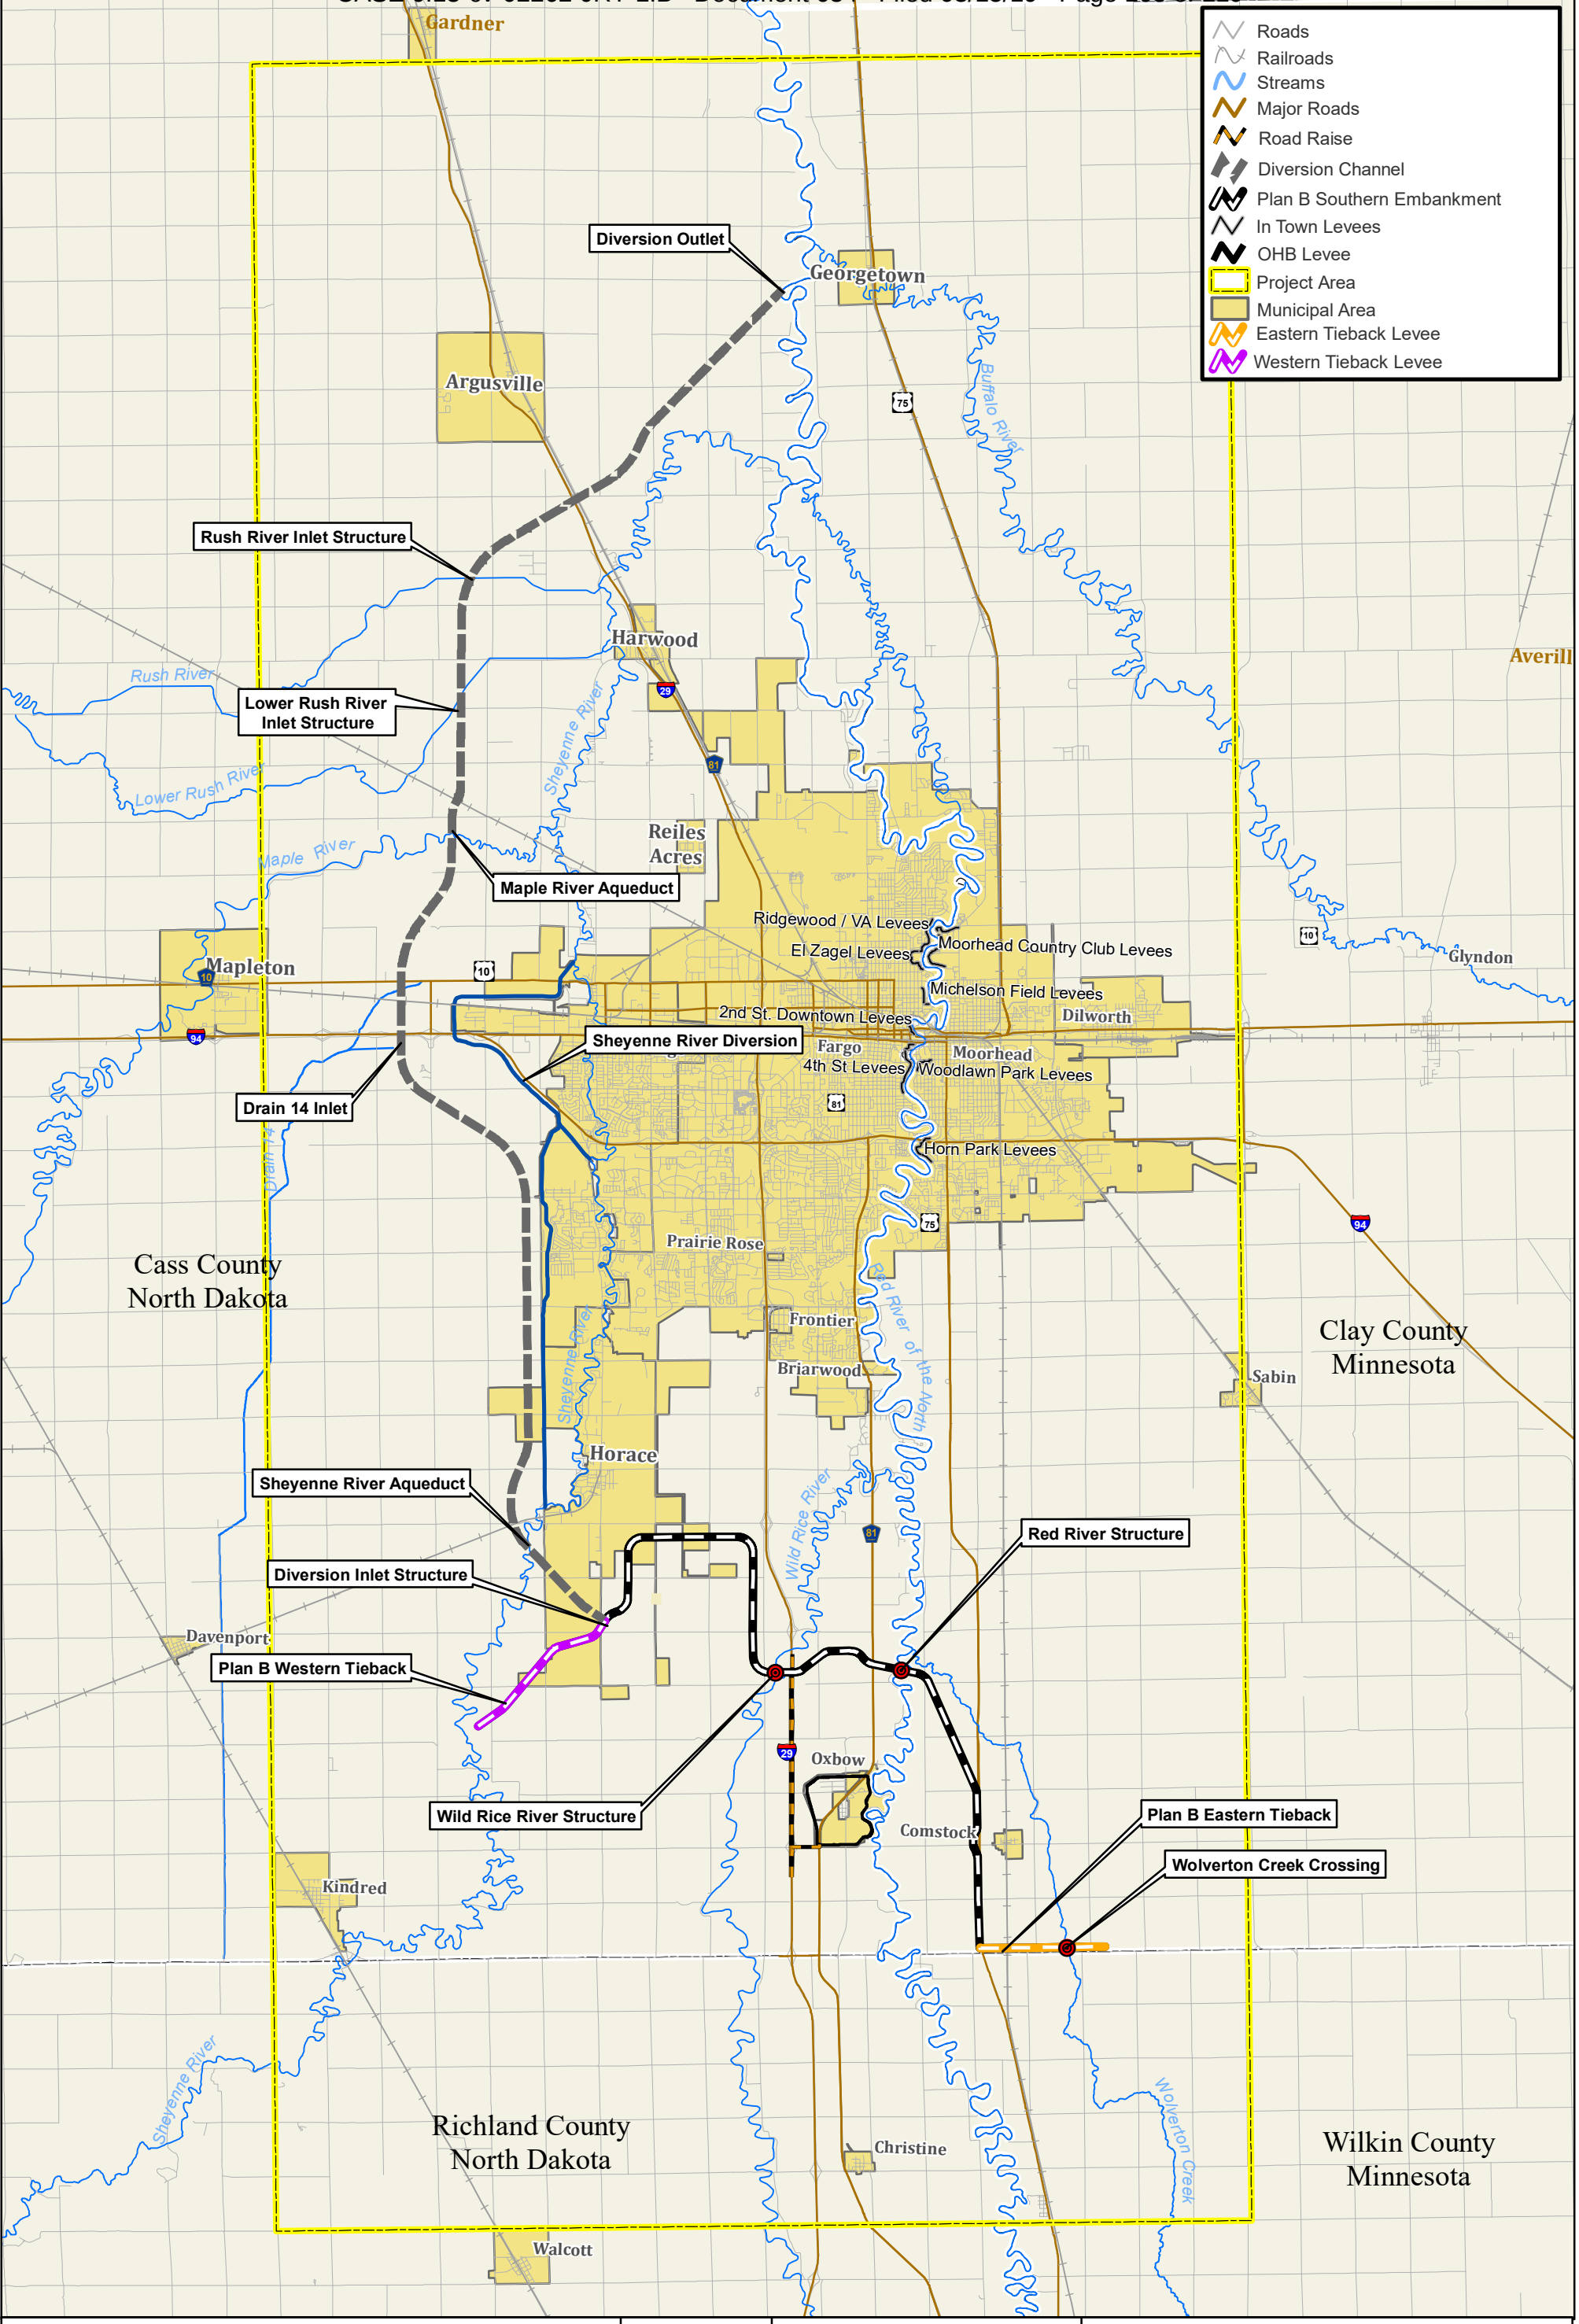 Gardner
Roads
Railroads
Streams
Major Roads
Road Raise
Diversion Channel
Plan B Southern Embankment
In Town Levees
OHB Levee
Project Area
Municipal Area
Eastern Tieback Levee
Western Tieback Levee
Diversion Outlet
Georgetown
Argusville
75
Buffalo River
Rush River Inlet Structure
Harwood
Averill
Rush River
29
Lower Rush River
Inlet Structure
Sheyenne River
81
Lower Rush River
Reiles
Acres
Maple River
Maple River Aqueduct
Ridgewood / VA Levees
Moorhead Country Club Levees
El Zagel Levees
10
Glyndon
Mapleton
10
10
Michelson Field Levees
2nd St. Downtown Levees
Dilworth
94
Sheyenne River Diversion
Fargo
Moorhead
4th St Levees
Woodlawn Park Levees
Drain 14 Inlet
81
Drain 14
Horn Park Levees
75
94
Prairie Rose
Cass County
North Dakota
Red River of the North
Frontier
Clay County
Minnesota
Briarwood
Sabin
Sheyenne River
Horace
Sheyenne River Aqueduct
Wild Rice River
81
Red River Structure
Diversion Inlet Structure
Davenport
Plan B Western Tieback
29
Oxbow
Wild Rice River Structure
Plan B Eastern Tieback
Comstock
Wolverton Creek Crossing
Kindred
Sheyenne River
Wolverton Creek
Richland County
North Dakota
Christine
Wilkin County
Minnesota
Walcott